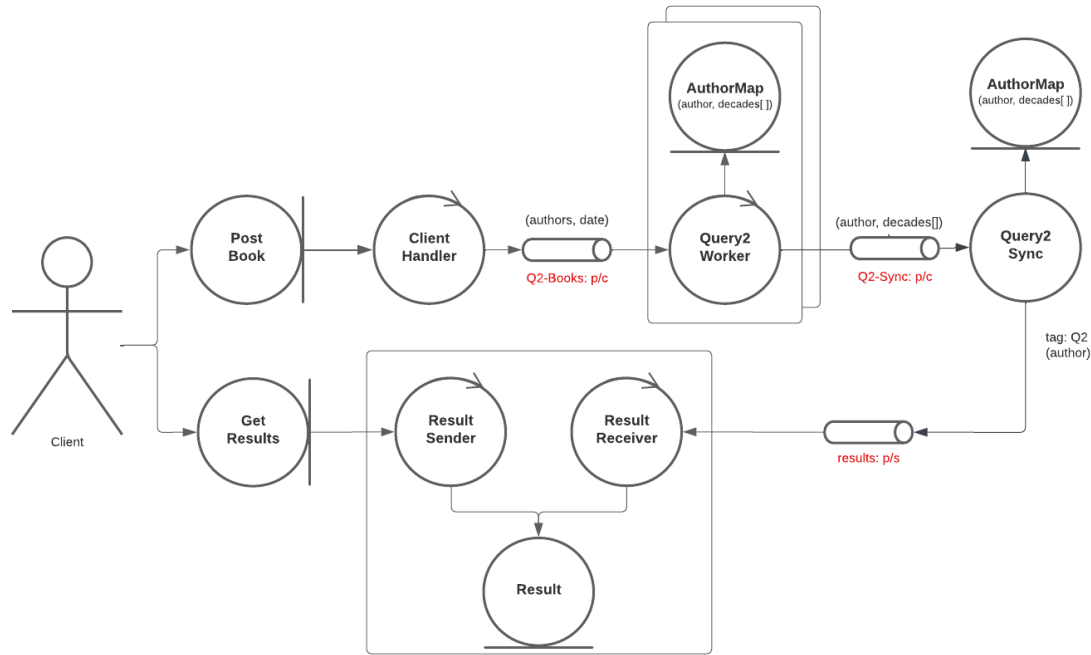 AuthorMap
(author, decades[ ])
AuthorMap
(author, decades[ ])
Post
Book
Client
Handler
(authors, date)
Q2-Books: p/c
Query2
Worker
(author, decades[])
Q2-Sync: p/c
Query2
Sync
tag: Q2
(author)
Client
Get
Results
Result
Sender
Result
Receiver
results: p/s
Result